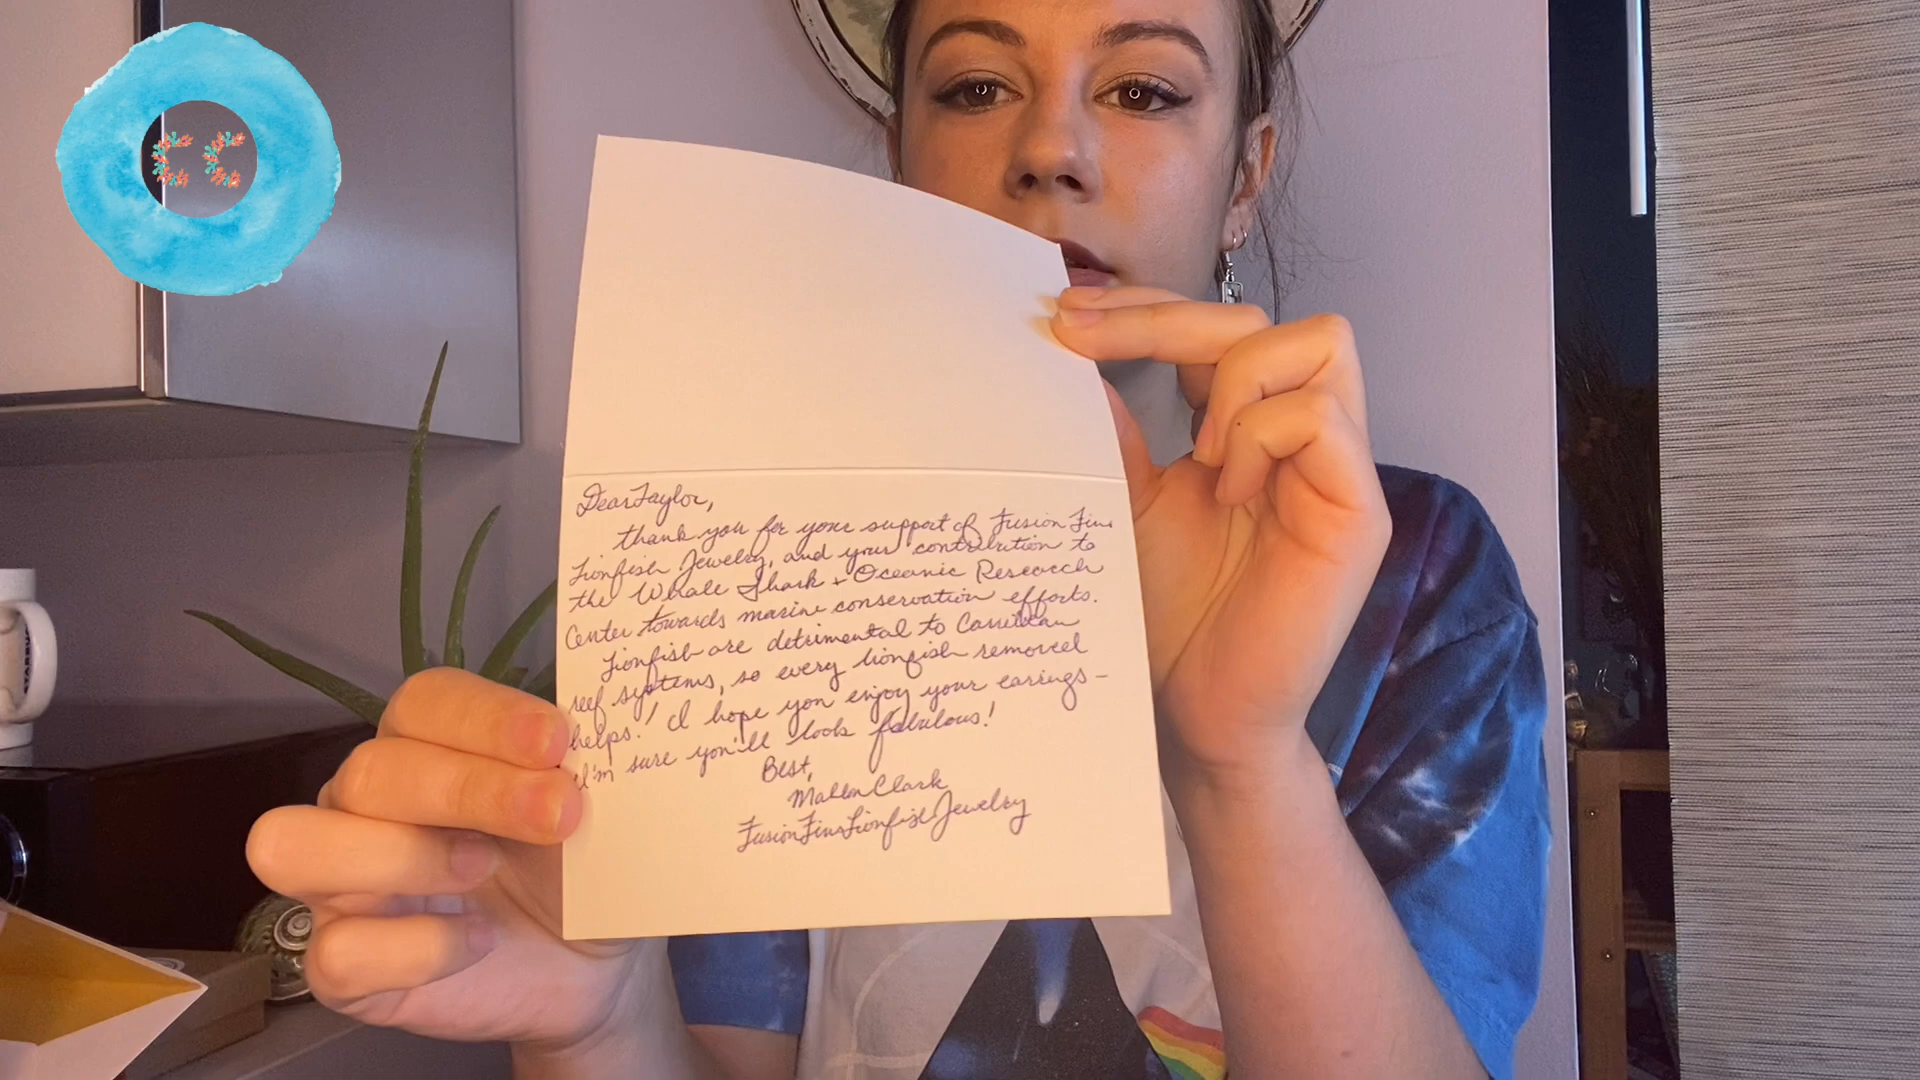 CC
Dear Taylor,
thank you for your support of Fusion Fins
Lionfish Jewelry, and your contribution to
the Whale Shark + Oceanic Research
Center towards marine conservation efforts.
Lionfish are detrimental to Carribean
reef systems, so every lionfish removed
helps! I hope you enjoy your earings-
I'm sure you'll look fabulous!
Best,
Clark
Fusion Fins Lionfish Jewelry